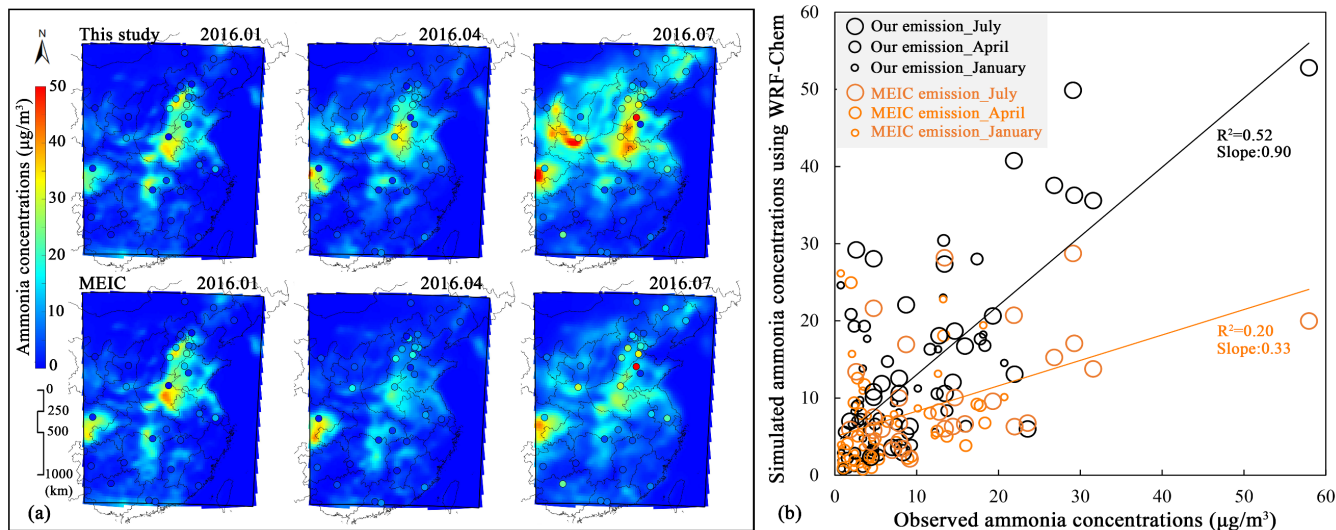 This study
2016.01
2016.04
2016.07
Ammonia concentrations (μg/m³)
50
40
30
20
10
0
MEIC
2016.01
2016.04
2016.07
0
250
500
1000
(km)
(a)
Simulated ammonia concentrations using WRF-Chem
60
50
40
30
20
10
0
Our emission_July
Our emission_April
Our emission_January
MEIC emission_July
MEIC emission_April
MEIC emission_January
R²=0.52
Slope:0.90
R²=0.20
Slope:0.33
0
10
20
30
40
50
60
(b)
Observed ammonia concentrations (μg/m³)
N